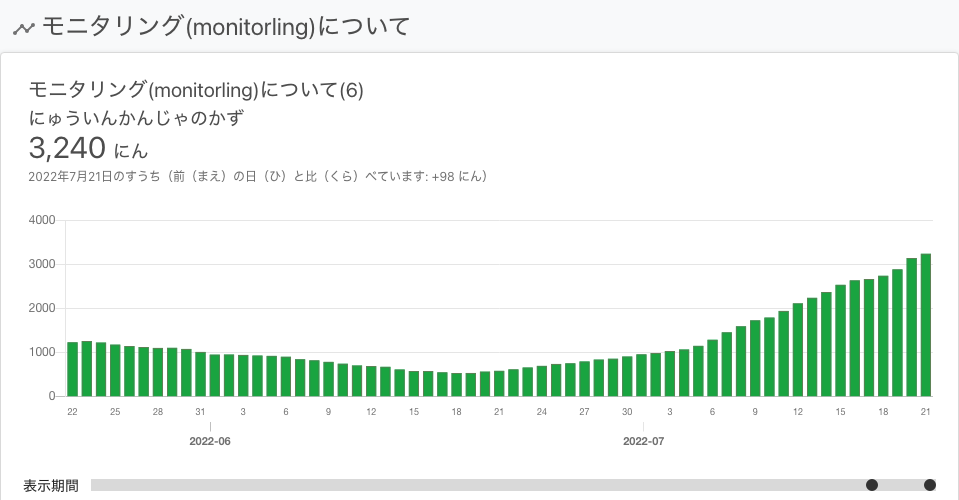 モニタリング(monitorling)について
モニタリング(monitorling)について(6)
にゅういんかんじゃのかず
3,240 にん
2022年7月21日のすうち（前（まえ）の日（ひ）と比（くら）べています: +98 にん）
4000
3000
2000
1000
0
22 25 28 31 3 6 9 12 15 18 21 24 27 30 3 6 9 12 15 18 21
2022-06 2022-07
表示期間